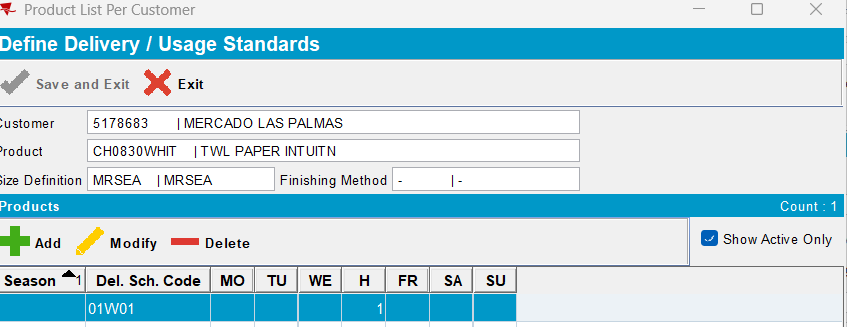 Product List Per Customer
Define Delivery / Usage Standards
Save and Exit Exit
Customer 5178683 | MERCADO LAS PALMAS
Product CH0830WHIT | TWL PAPER INTUITN
Size Definition MRSEA | MRSEA Finishing Method - | -
Products Count : 1
Add Modify Delete Show Active Only
Season 1 Del. Sch. Code MO TU WE H FR SA SU
01W01 1